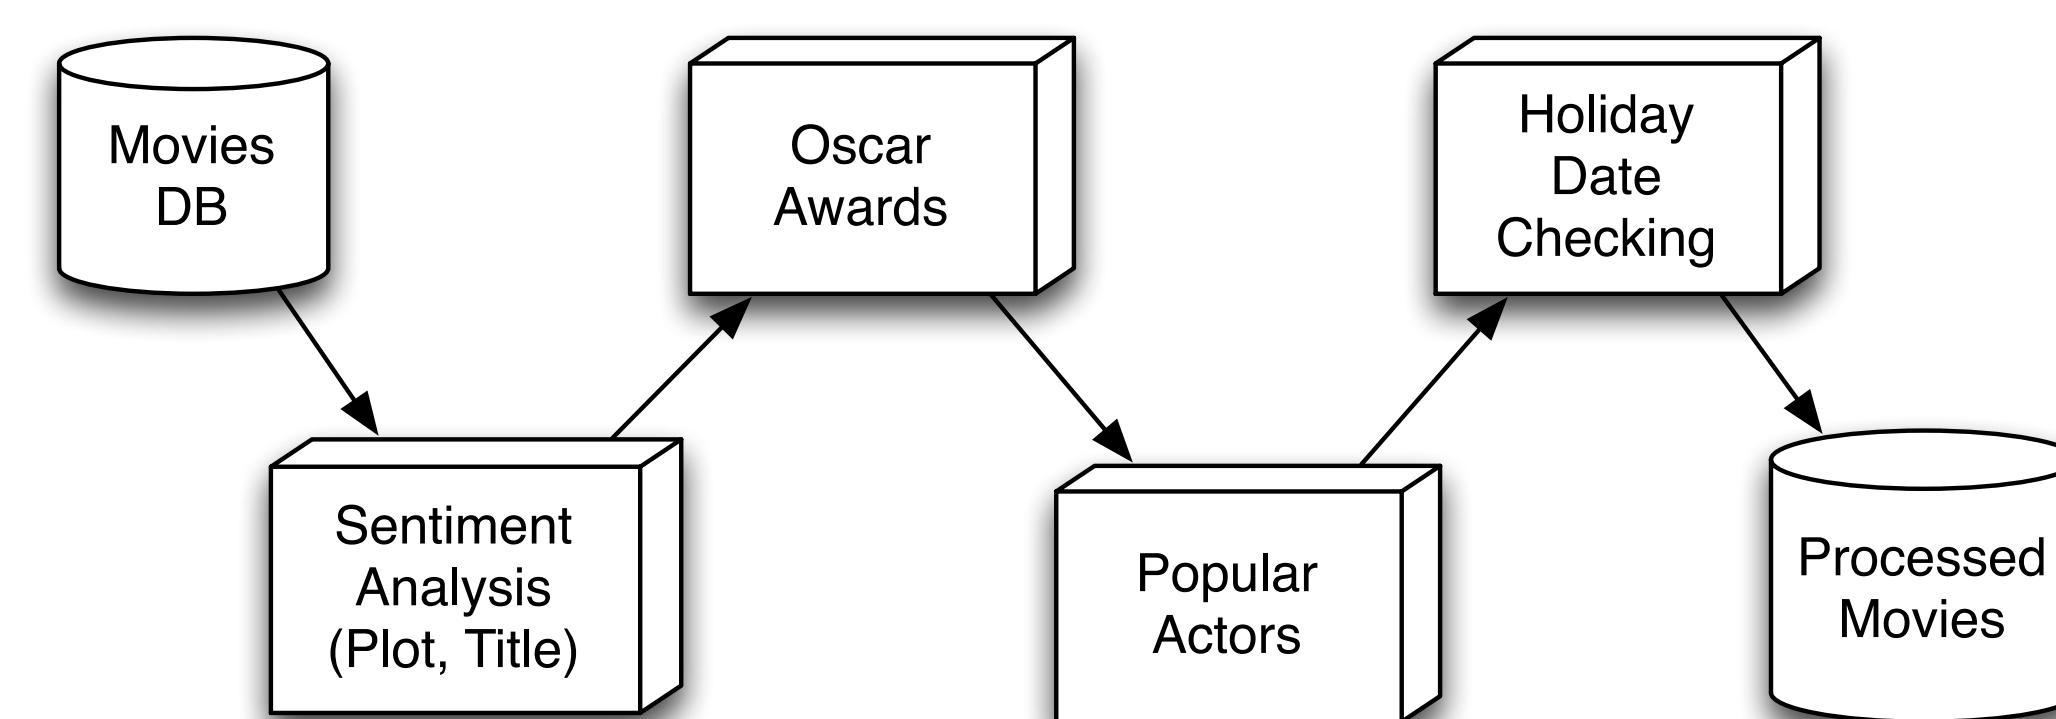 Movies
DB
Sentiment
Analysis
(Plot, Title)
Oscar
Awards
Popular
Actors
Holiday
Date
Checking
Processed
Movies